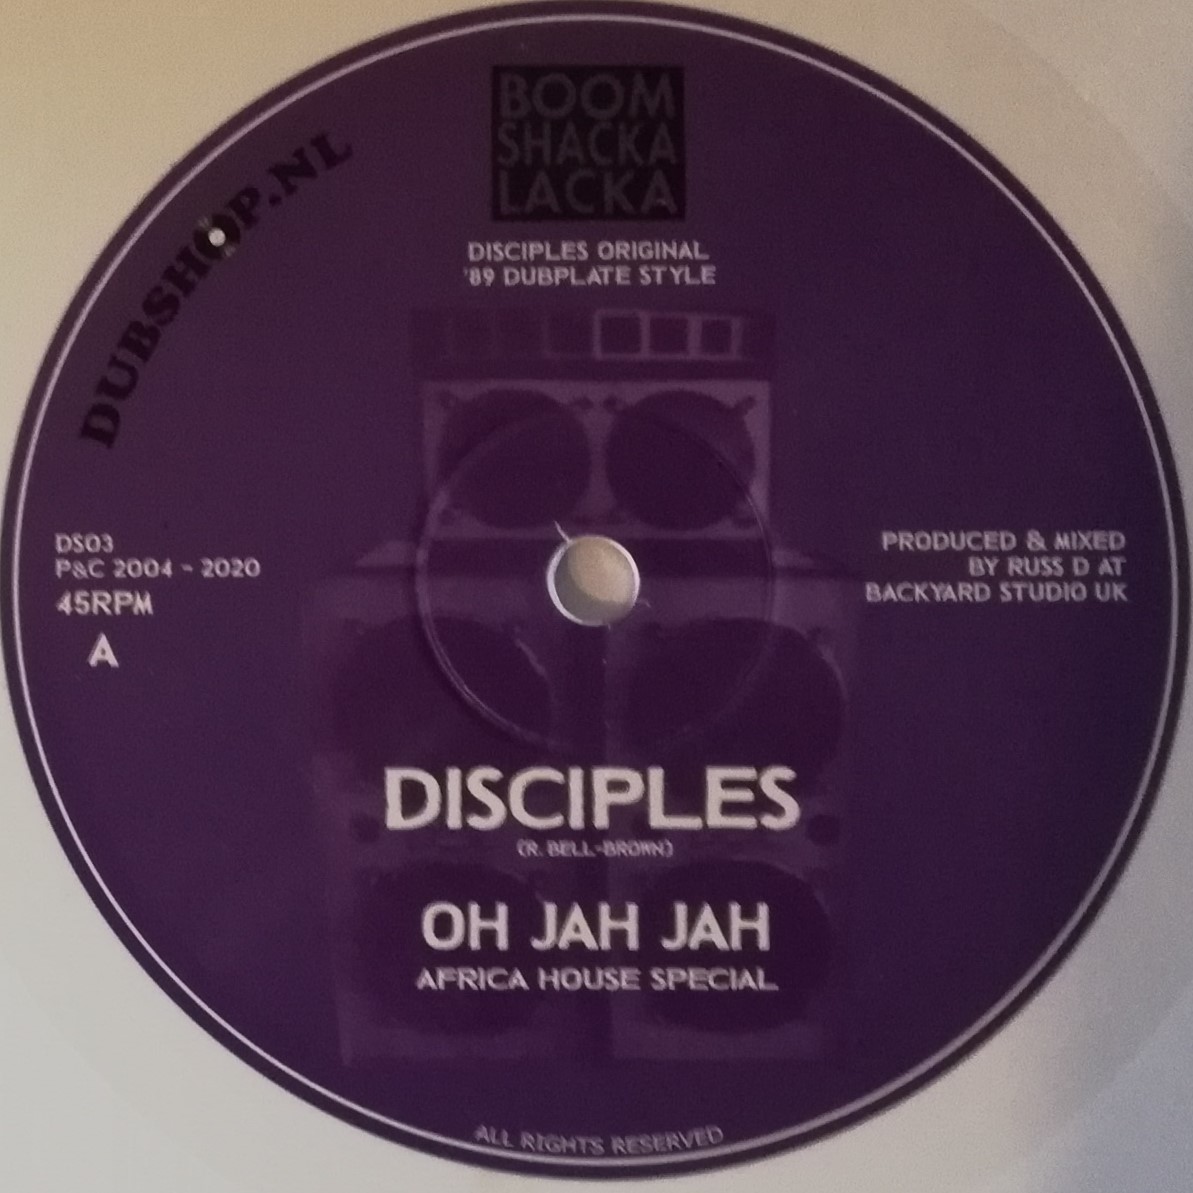 BOOM
SHACKA
LACKA
DUBSHOP.NL
DISCIPLES ORIGINAL
'89 DUBPLATE STYLE
DS03
P&C 2004 - 2020
45RPM
A
PRODUCED & MIXED
BY RUSS D AT
BACKYARD STUDIO UK
DISCIPLES
(R. BELL-BROWN)
OH JAH JAH
AFRICA HOUSE SPECIAL
ALL RIGHTS RESERVED